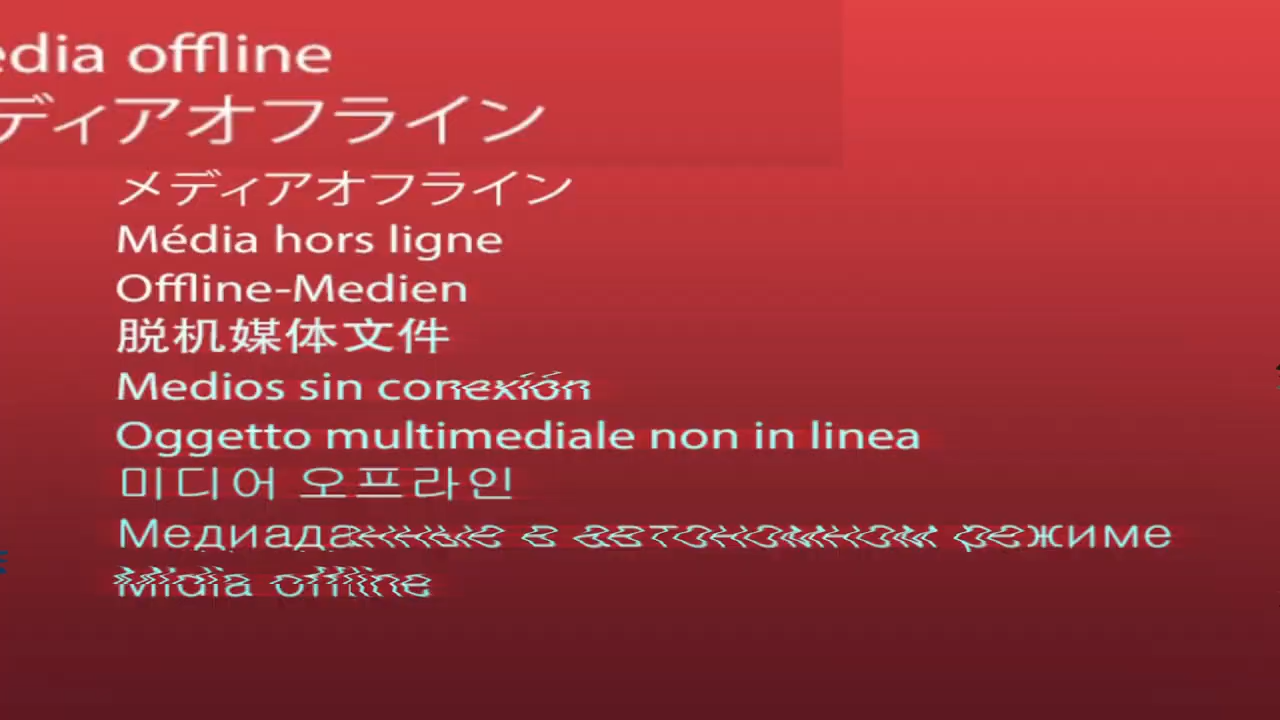 edia offline
ディアオフライン
メディアオフライン
Média hors ligne
Offline-Medien
脱机媒体文件
Medios sin conexión
Oggetto multimediale non in linea
미디어 오프라인
Медиаданные в автономном режиме
Mídia offline